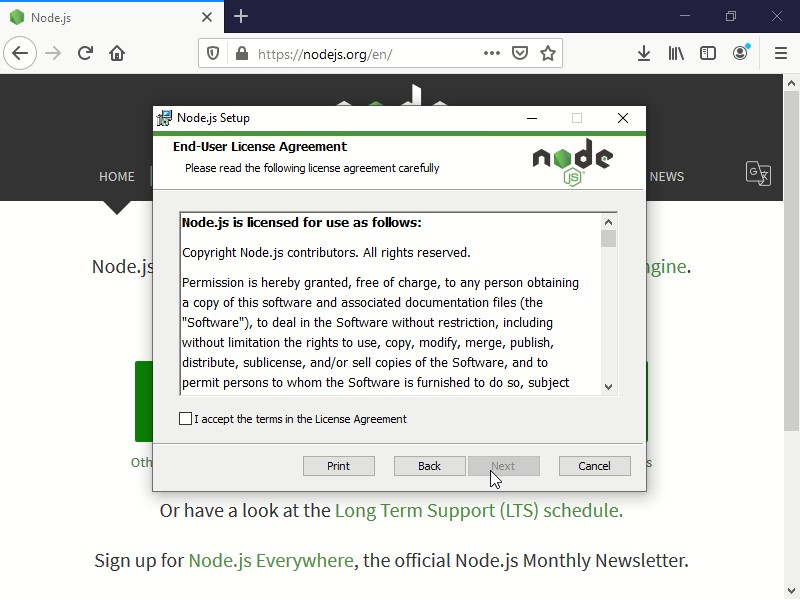 Node.js
https://nodejs.org/en/
Node.js Setup
End-User License Agreement
Please read the following license agreement carefully
node
JS
HOME
NEWS
Node.js is licensed for use as follows:
Copyright Node.js contributors. All rights reserved.
Permission is hereby granted, free of charge, to any person obtaining
a copy of this software and associated documentation files (the
"Software"), to deal in the Software without restriction, including
without limitation the rights to use, copy, modify, merge, publish,
distribute, sublicense, and/or sell copies of the Software, and to
permit persons to whom the Software is furnished to do so, subject
Node.js
ngine.
I accept the terms in the License Agreement
Oth
s
Print
Back
Next
Cancel
Or have a look at the Long Term Support (LTS) schedule.
Sign up for Node.js Everywhere, the official Node.js Monthly Newsletter.